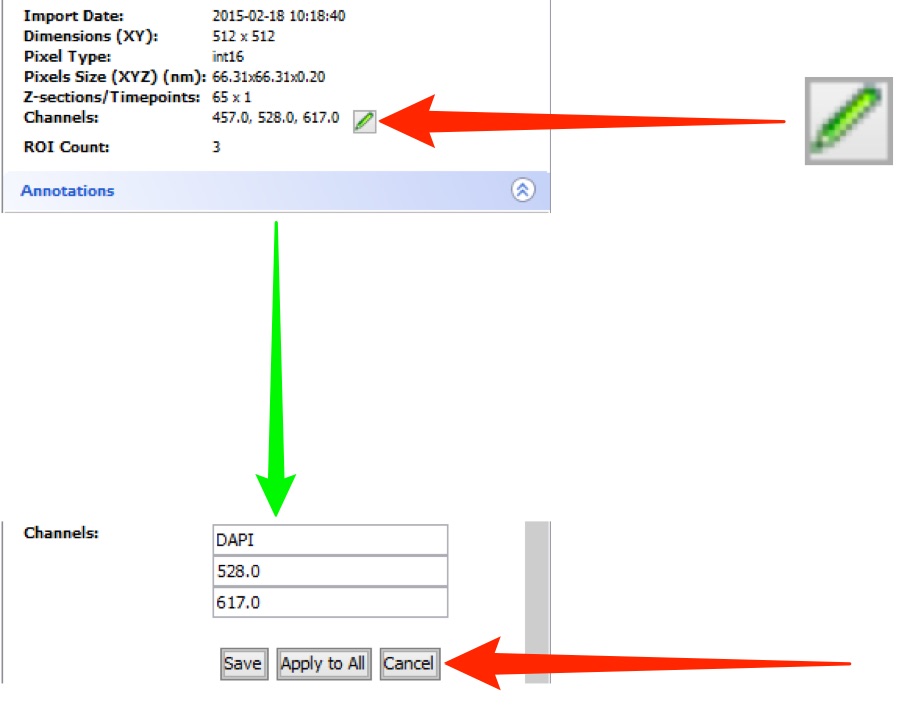 Import Date: 2015-02-18 10:18:40
Dimensions (XY): 512 x 512
Pixel Type: int16
Pixels Size (XYZ) (nm): 66.31x66.31x0.20
Z-sections/Timepoints: 65 x 1
Channels: 457.0, 528.0, 617.0
ROI Count: 3
Annotations
Channels: DAPI
528.0
617.0
Save Apply to All Cancel